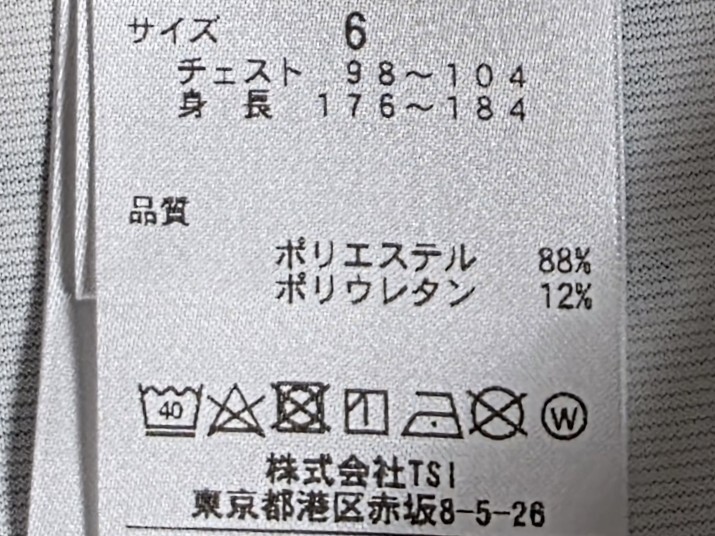 サイズ 6
チェスト 98～104
身長 176～184
品質
ポリエステル 88%
ポリウレタン 12%
40 W
株式会社TSI
東京都港区赤坂8-5-26